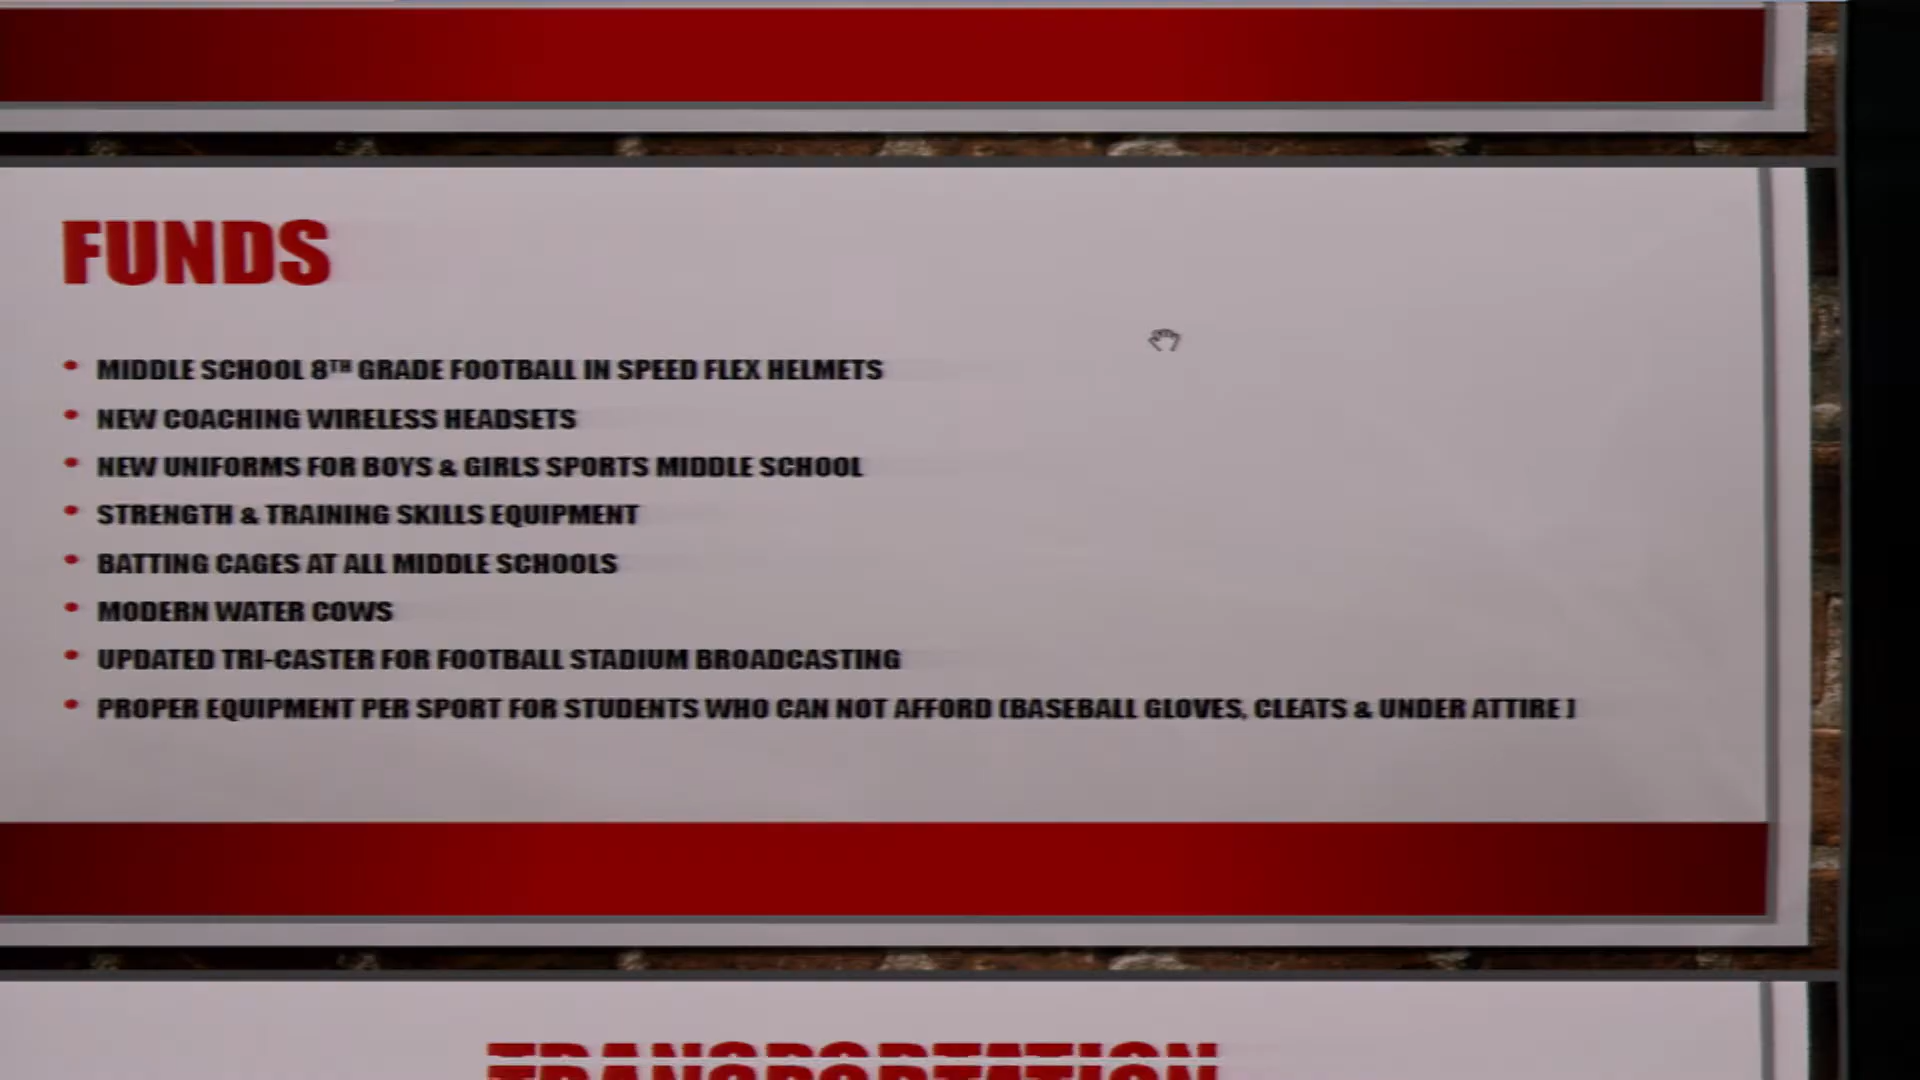 FUNDS
• MIDDLE SCHOOL 8TH GRADE FOOTBALL IN SPEED FLEX HELMETS
• NEW COACHING WIRELESS HEADSETS
• NEW UNIFORMS FOR BOYS & GIRLS SPORTS MIDDLE SCHOOL
• STRENGTH & TRAINING SKILLS EQUIPMENT
• BATTING CAGES AT ALL MIDDLE SCHOOLS
• MODERN WATER COWS
• UPDATED TRI-CASTER FOR FOOTBALL STADIUM BROADCASTING
• PROPER EQUIPMENT PER SPORT FOR STUDENTS WHO CAN NOT AFFORD (BASEBALL GLOVES, CLEATS & UNDER ATTIRE )
TRANSPORTATION